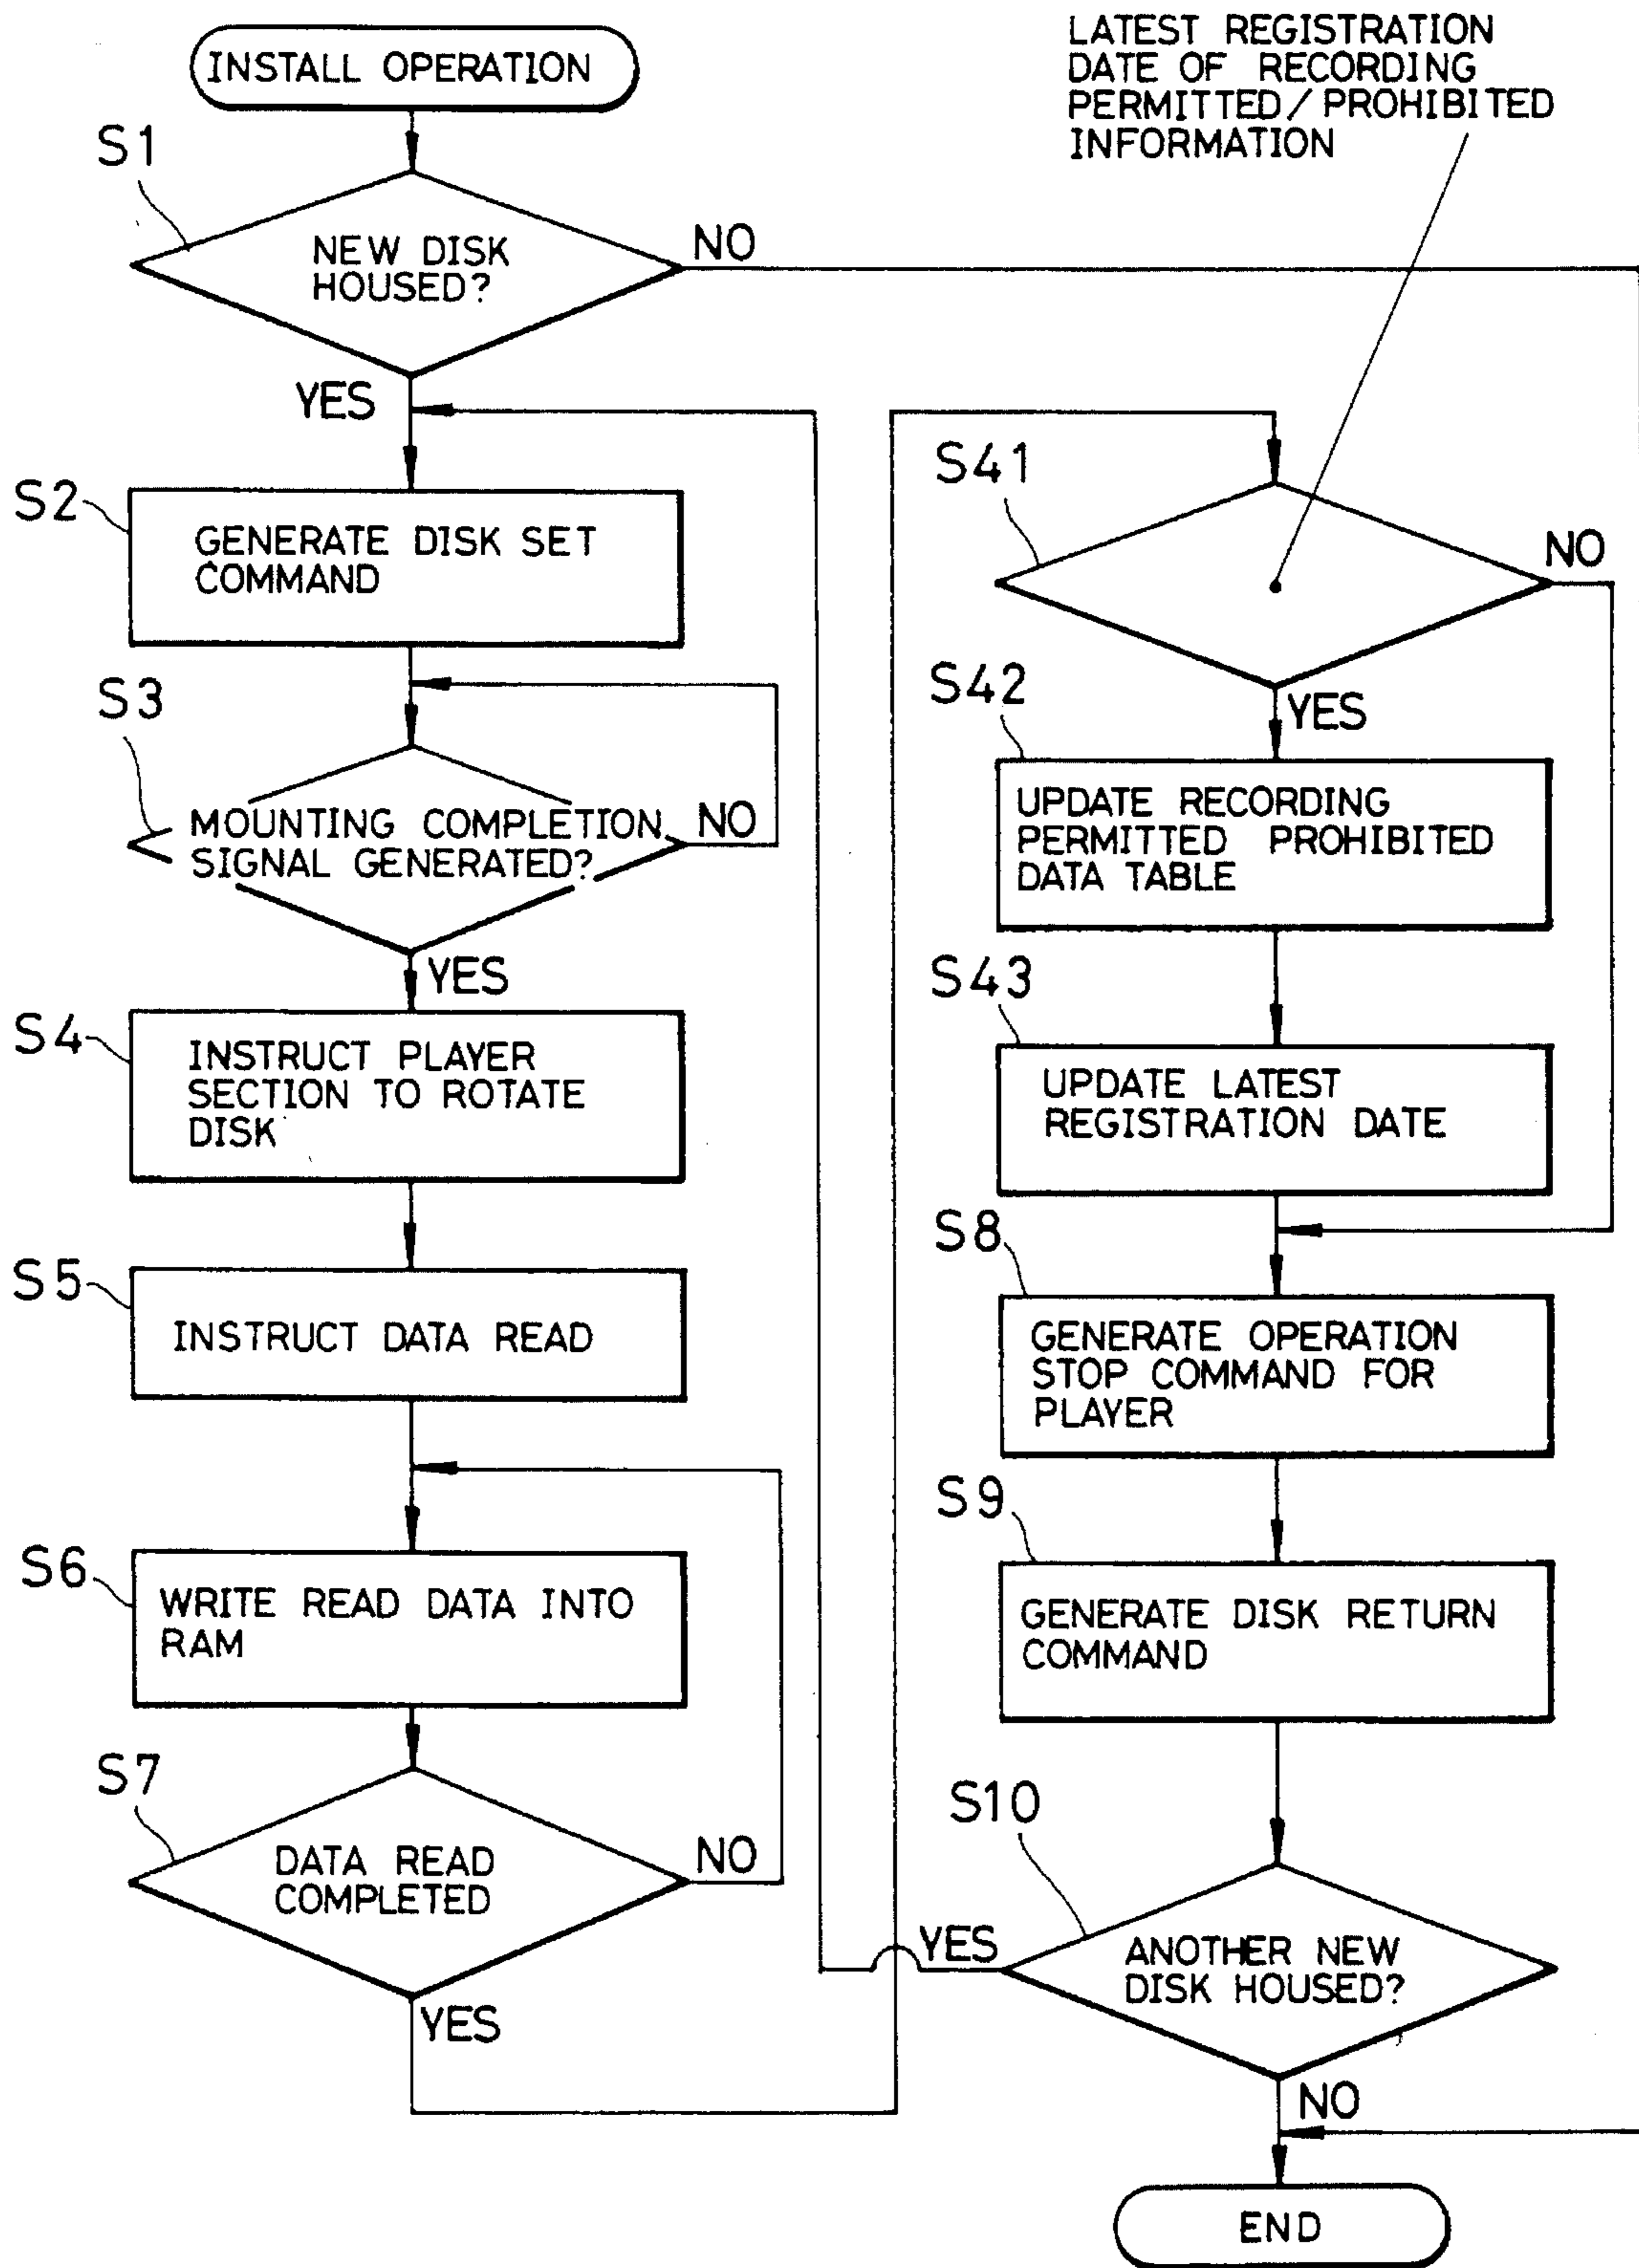 INSTALL OPERATION
S1
NEW DISK
HOUSED?
NO
YES
S2
GENERATE DISK SET
COMMAND
S3
MOUNTING COMPLETION
SIGNAL GENERATED?
NO
YES
S4
INSTRUCT PLAYER
SECTION TO ROTATE
DISK
S5
INSTRUCT DATA READ
S6
WRITE READ DATA INTO
RAM
S7
DATA READ
COMPLETED
NO
YES
LATEST REGISTRATION
DATE OF RECORDING
PERMITTED/PROHIBITED
INFORMATION
S41
NO
YES
S42
UPDATE RECORDING
PERMITTED PROHIBITED
DATA TABLE
S43
UPDATE LATEST
REGISTRATION DATE
S8
GENERATE OPERATION
STOP COMMAND FOR
PLAYER
S9
GENERATE DISK RETURN
COMMAND
S10
YES
ANOTHER NEW
DISK HOUSED?
NO
END